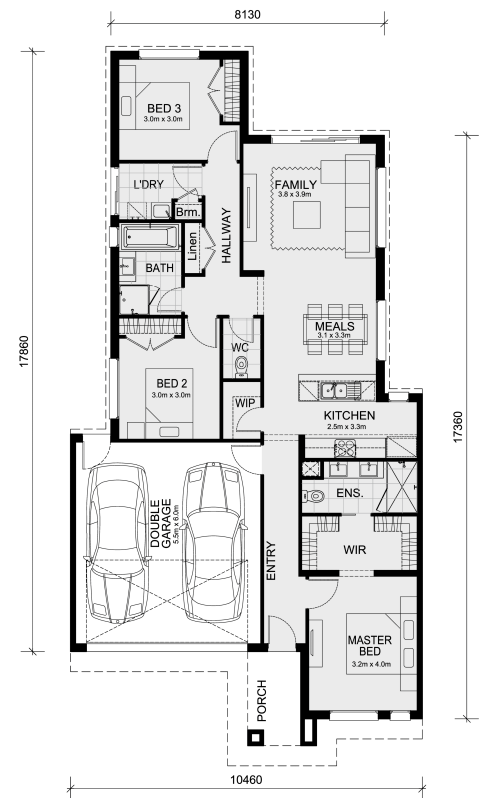 8130
BED 3
3.0m x 3.0m
L'DRY
Brm.
FAMILY
3.8 x 3.9m
HALLWAY
Linen
BATH
MEALS
3.1 x 3.3m
WC
BED 2
3.0m x 3.0m
WIP
KITCHEN
2.5m x 3.3m
17860
17360
ENS.
DOUBLE
GARAGE
5.5m x 6.0m
ENTRY
WIR
MASTER
BED
3.2m x 4.0m
PORCH
10460